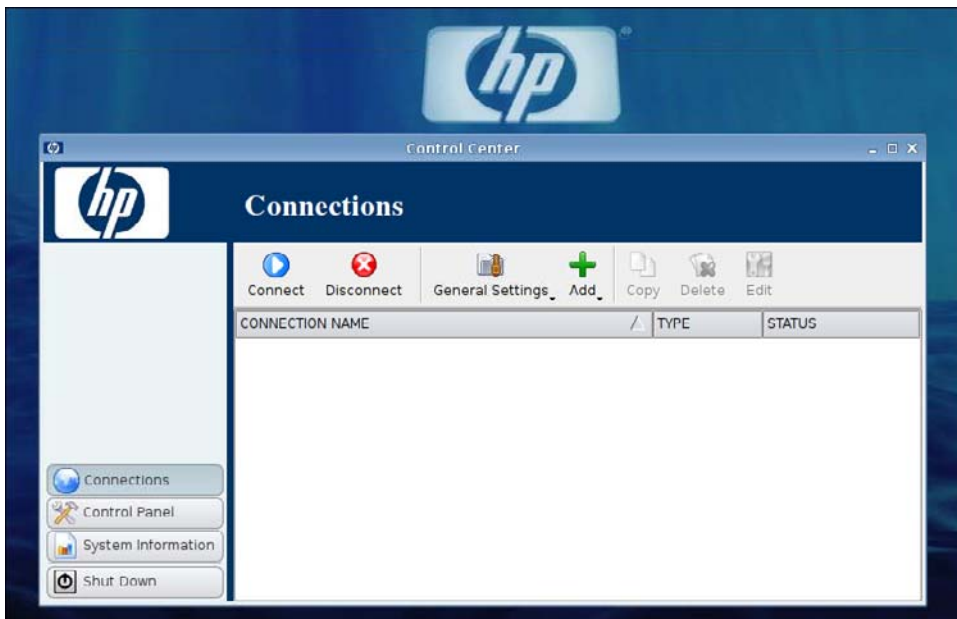 hp
Control Center
hp
Connections
Connect Disconnect General Settings Add Copy Delete Edit
CONNECTION NAME TYPE STATUS
Connections
Control Panel
System Information
Shut Down